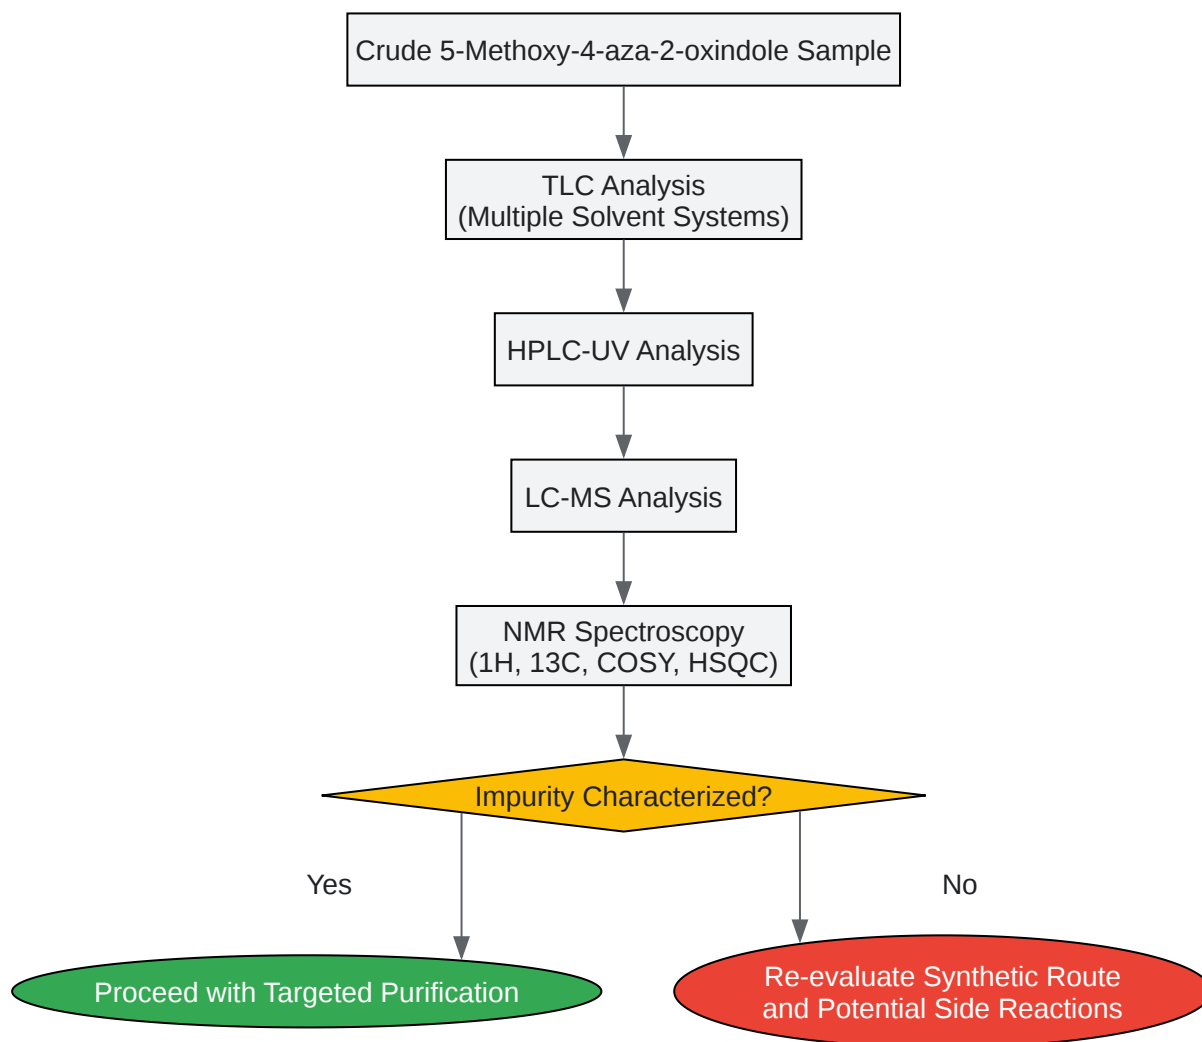 Crude 5-Methoxy-4-aza-2-oxindole Sample
TLC Analysis
(Multiple Solvent Systems)
HPLC-UV Analysis
LC-MS Analysis
NMR Spectroscopy
(1H, 13C, COSY, HSQC)
Impurity Characterized?
Yes
No
Proceed with Targeted Purification
Re-evaluate Synthetic Route
and Potential Side Reactions